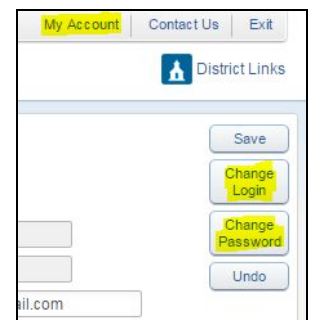 My Account Contact Us Exit
District Links
Save
Change
Login
Change
Password
Undo
ail.com